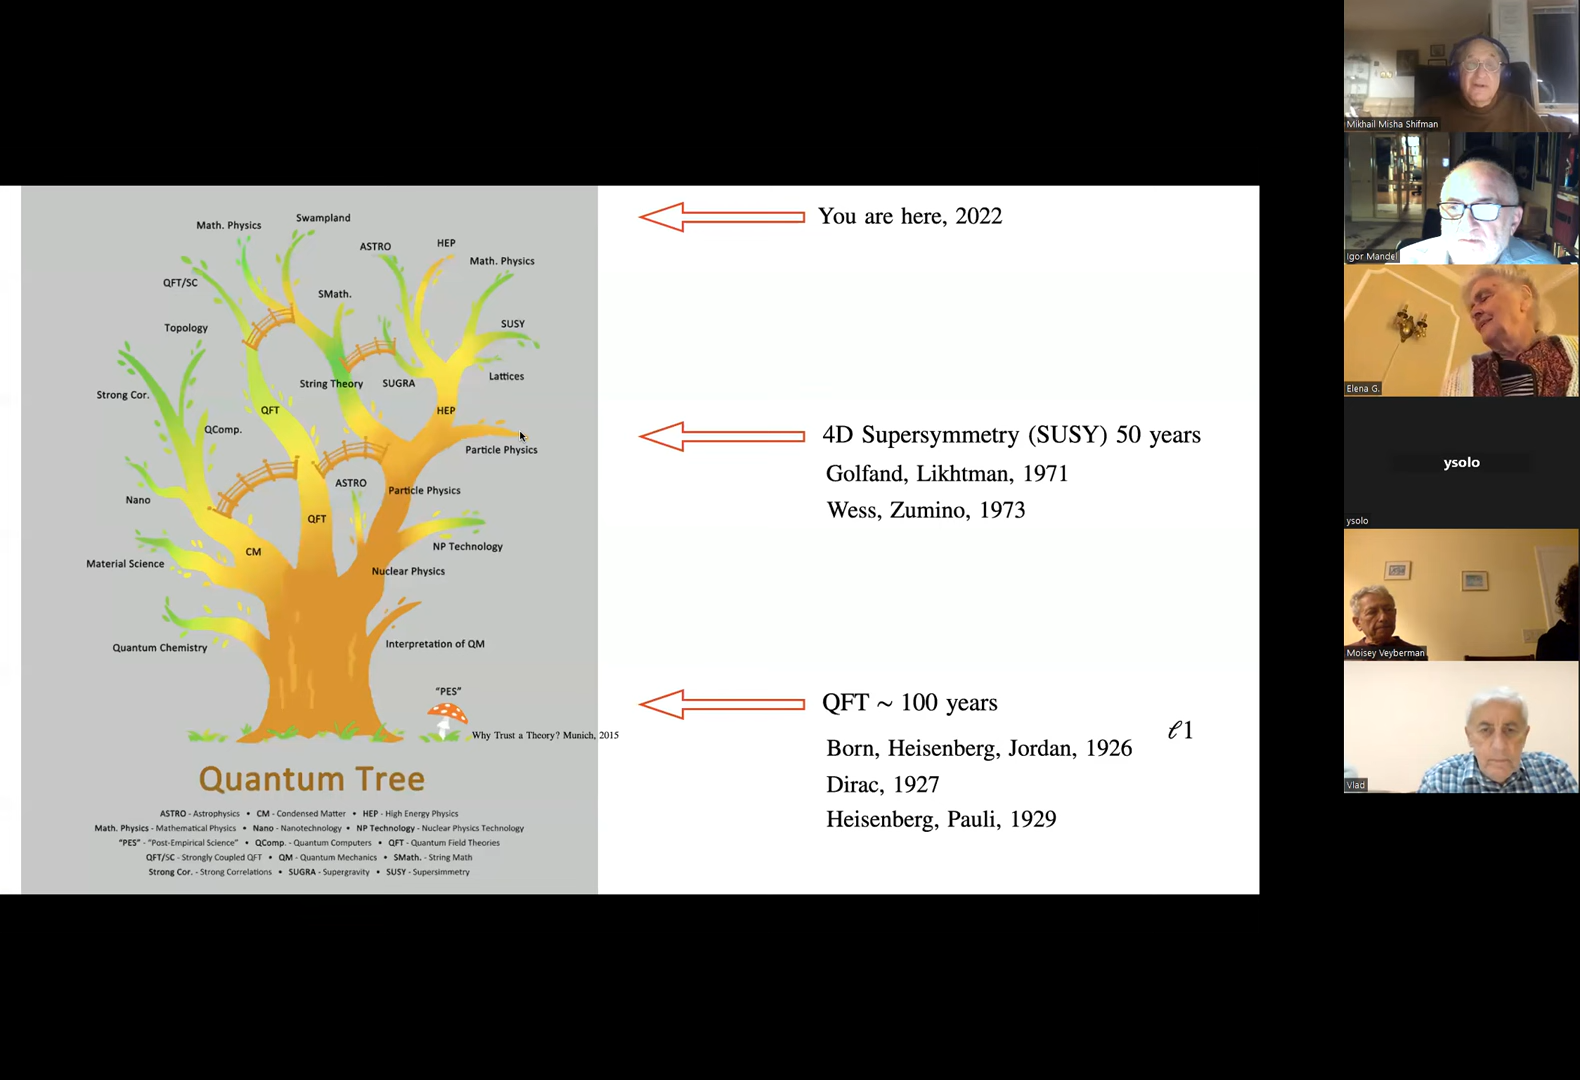 Math. Physics
Swampland
ASTRO
HEP
Math. Physics
QFT/SC
SMath.
Topology
SUSY
String Theory
SUGRA
Lattices
Strong Cor.
QFT
HEP
QComp.
Particle Physics
ASTRO
Particle Physics
Nano
QFT
CM
NP Technology
Material Science
Nuclear Physics
Quantum Chemistry
Interpretation of QM
"PES"
Why Trust a Theory? Munich, 2015
Quantum Tree
ASTRO - Astrophysics • CM - Condensed Matter • HEP - High Energy Physics
Math. Physics - Mathematical Physics • Nano - Nanotechnology • NP Technology - Nuclear Physics Technology
"PES" - "Post-Empirical Science" • QComp. - Quantum Computers • QFT - Quantum Field Theories
QFT/SC - Strongly Coupled QFT • QM - Quantum Mechanics • SMath. - String Math
Strong Cor. - Strong Correlations • SUGRA - Supergravity • SUSY - Supersimmetry
You are here, 2022
4D Supersymmetry (SUSY) 50 years
Golfand, Likhtman, 1971
Wess, Zumino, 1973
QFT ~ 100 years
Born, Heisenberg, Jordan, 1926
ℓ1
Dirac, 1927
Heisenberg, Pauli, 1929
Mikhail Misha Shifman
Igor Mandel
Elena G.
ysolo
ysolo
Moisey Veyberman
Vlad